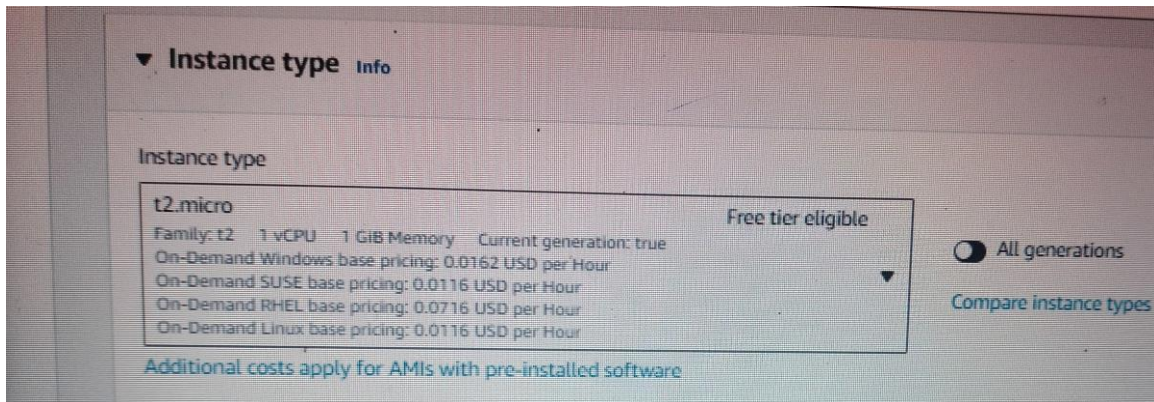 Instance type Info
Instance type
t2.micro Free tier eligible
Family: t2 1 vCPU 1 GiB Memory Current generation: true
On-Demand Windows base pricing: 0.0162 USD per Hour
On-Demand SUSE base pricing: 0.0116 USD per Hour
On-Demand RHEL base pricing: 0.0716 USD per Hour
On-Demand Linux base pricing: 0.0116 USD per Hour
All generations
Compare instance types
Additional costs apply for AMIs with pre-installed software